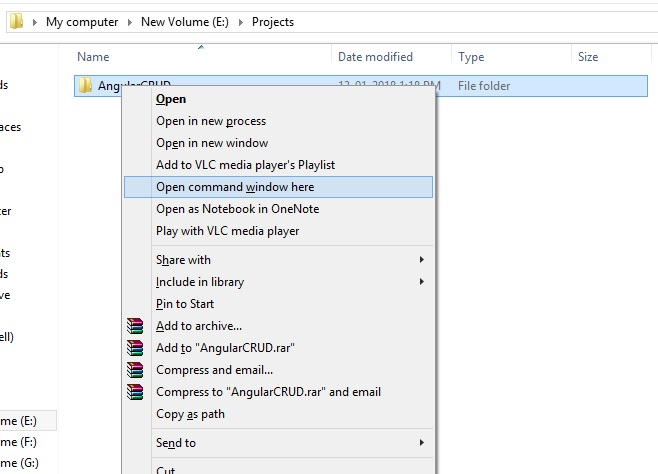 My computer ▸ New Volume (E:) ▸ Projects
Name Date modified Type Size
AngularCRUD 13-01-2018 1:18 PM File folder
Open
Open in new process
Open in new window
Add to VLC media player's Playlist
Open command window here
Open as Notebook in OneNote
Play with VLC media player
Share with
Include in library
Pin to Start
Add to archive...
Add to "AngularCRUD.rar"
Compress and email...
Compress to "AngularCRUD.rar" and email
Copy as path
Send to
Cut
ds
aces
o
ter
nts
ds
ve
ell)
me (E:)
me (F:)
me (G:)